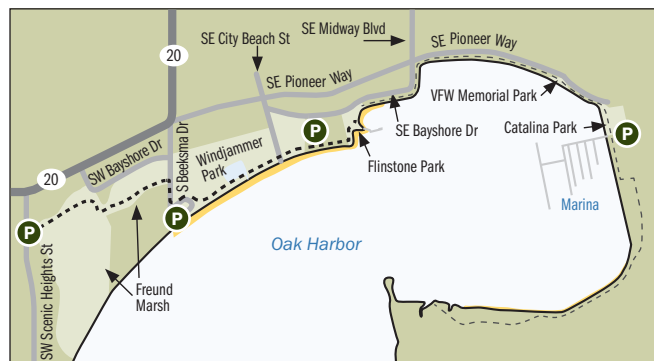 SE Midway Blvd
SE City Beach St
20
SE Pioneer Way
SE Pioneer Way
VFW Memorial Park
SE Bayshore Dr
Catalina Park
P
P
SW Bayshore Dr
S Beeksma Dr
Windjammer
Park
Flinstone Park
20
Marina
P
P
Oak Harbor
SW Scenic Heights St
Freund
Marsh